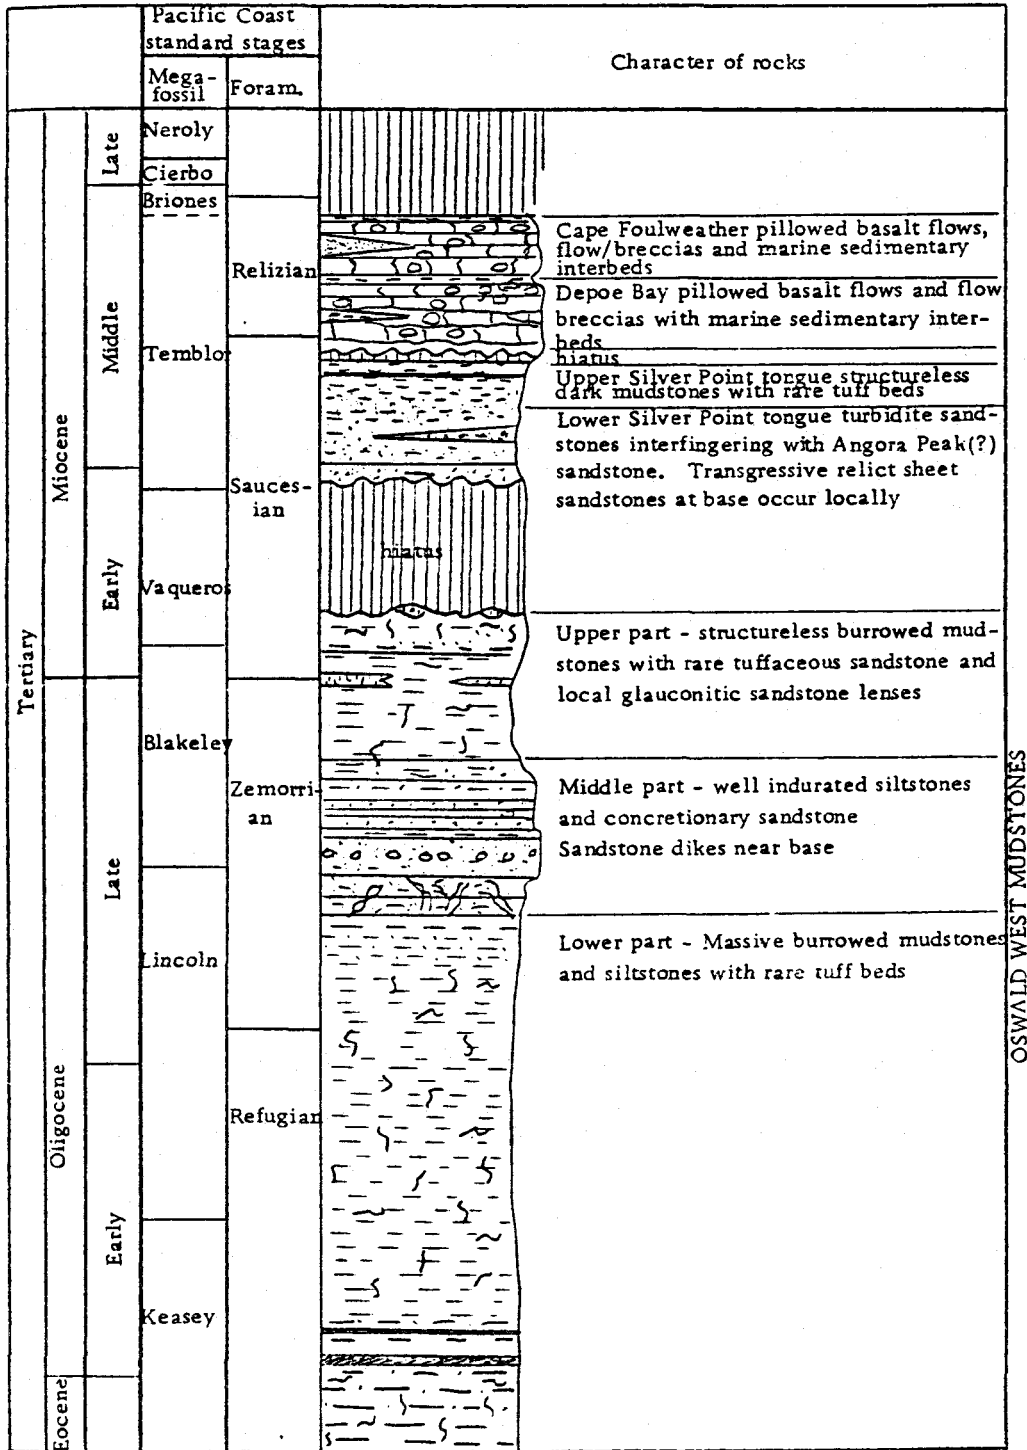 Pacific Coast
standard stages
Mega-
fossil
Foram.
Character of rocks
Tertiary
Miocene
Oligocene
Eocene
Late
Middle
Early
Late
Early
Neroly
Cierbo
Briones
Temblor
Vaqueros
Blakeley
Lincoln
Keasey
Relizian
Sauces-
ian
Zemorri-
an
Refugian
hiatus
Cape Foulweather pillowed basalt flows,
flow/breccias and marine sedimentary
interbeds
Depoe Bay pillowed basalt flows and flow
breccias with marine sedimentary inter-
beds
hiatus
Upper Silver Point tongue structureless
dark mudstones with rare tuff beds
Lower Silver Point tongue turbidite sand-
stones interfingering with Angora Peak(?)
sandstone. Transgressive relict sheet
sandstones at base occur locally
Upper part - structureless burrowed mud-
stones with rare tuffaceous sandstone and
local glauconitic sandstone lenses
Middle part - well indurated siltstones
and concretionary sandstone
Sandstone dikes near base
Lower part - Massive burrowed mudstones
and siltstones with rare tuff beds
OSWALD WEST MUDSTONES